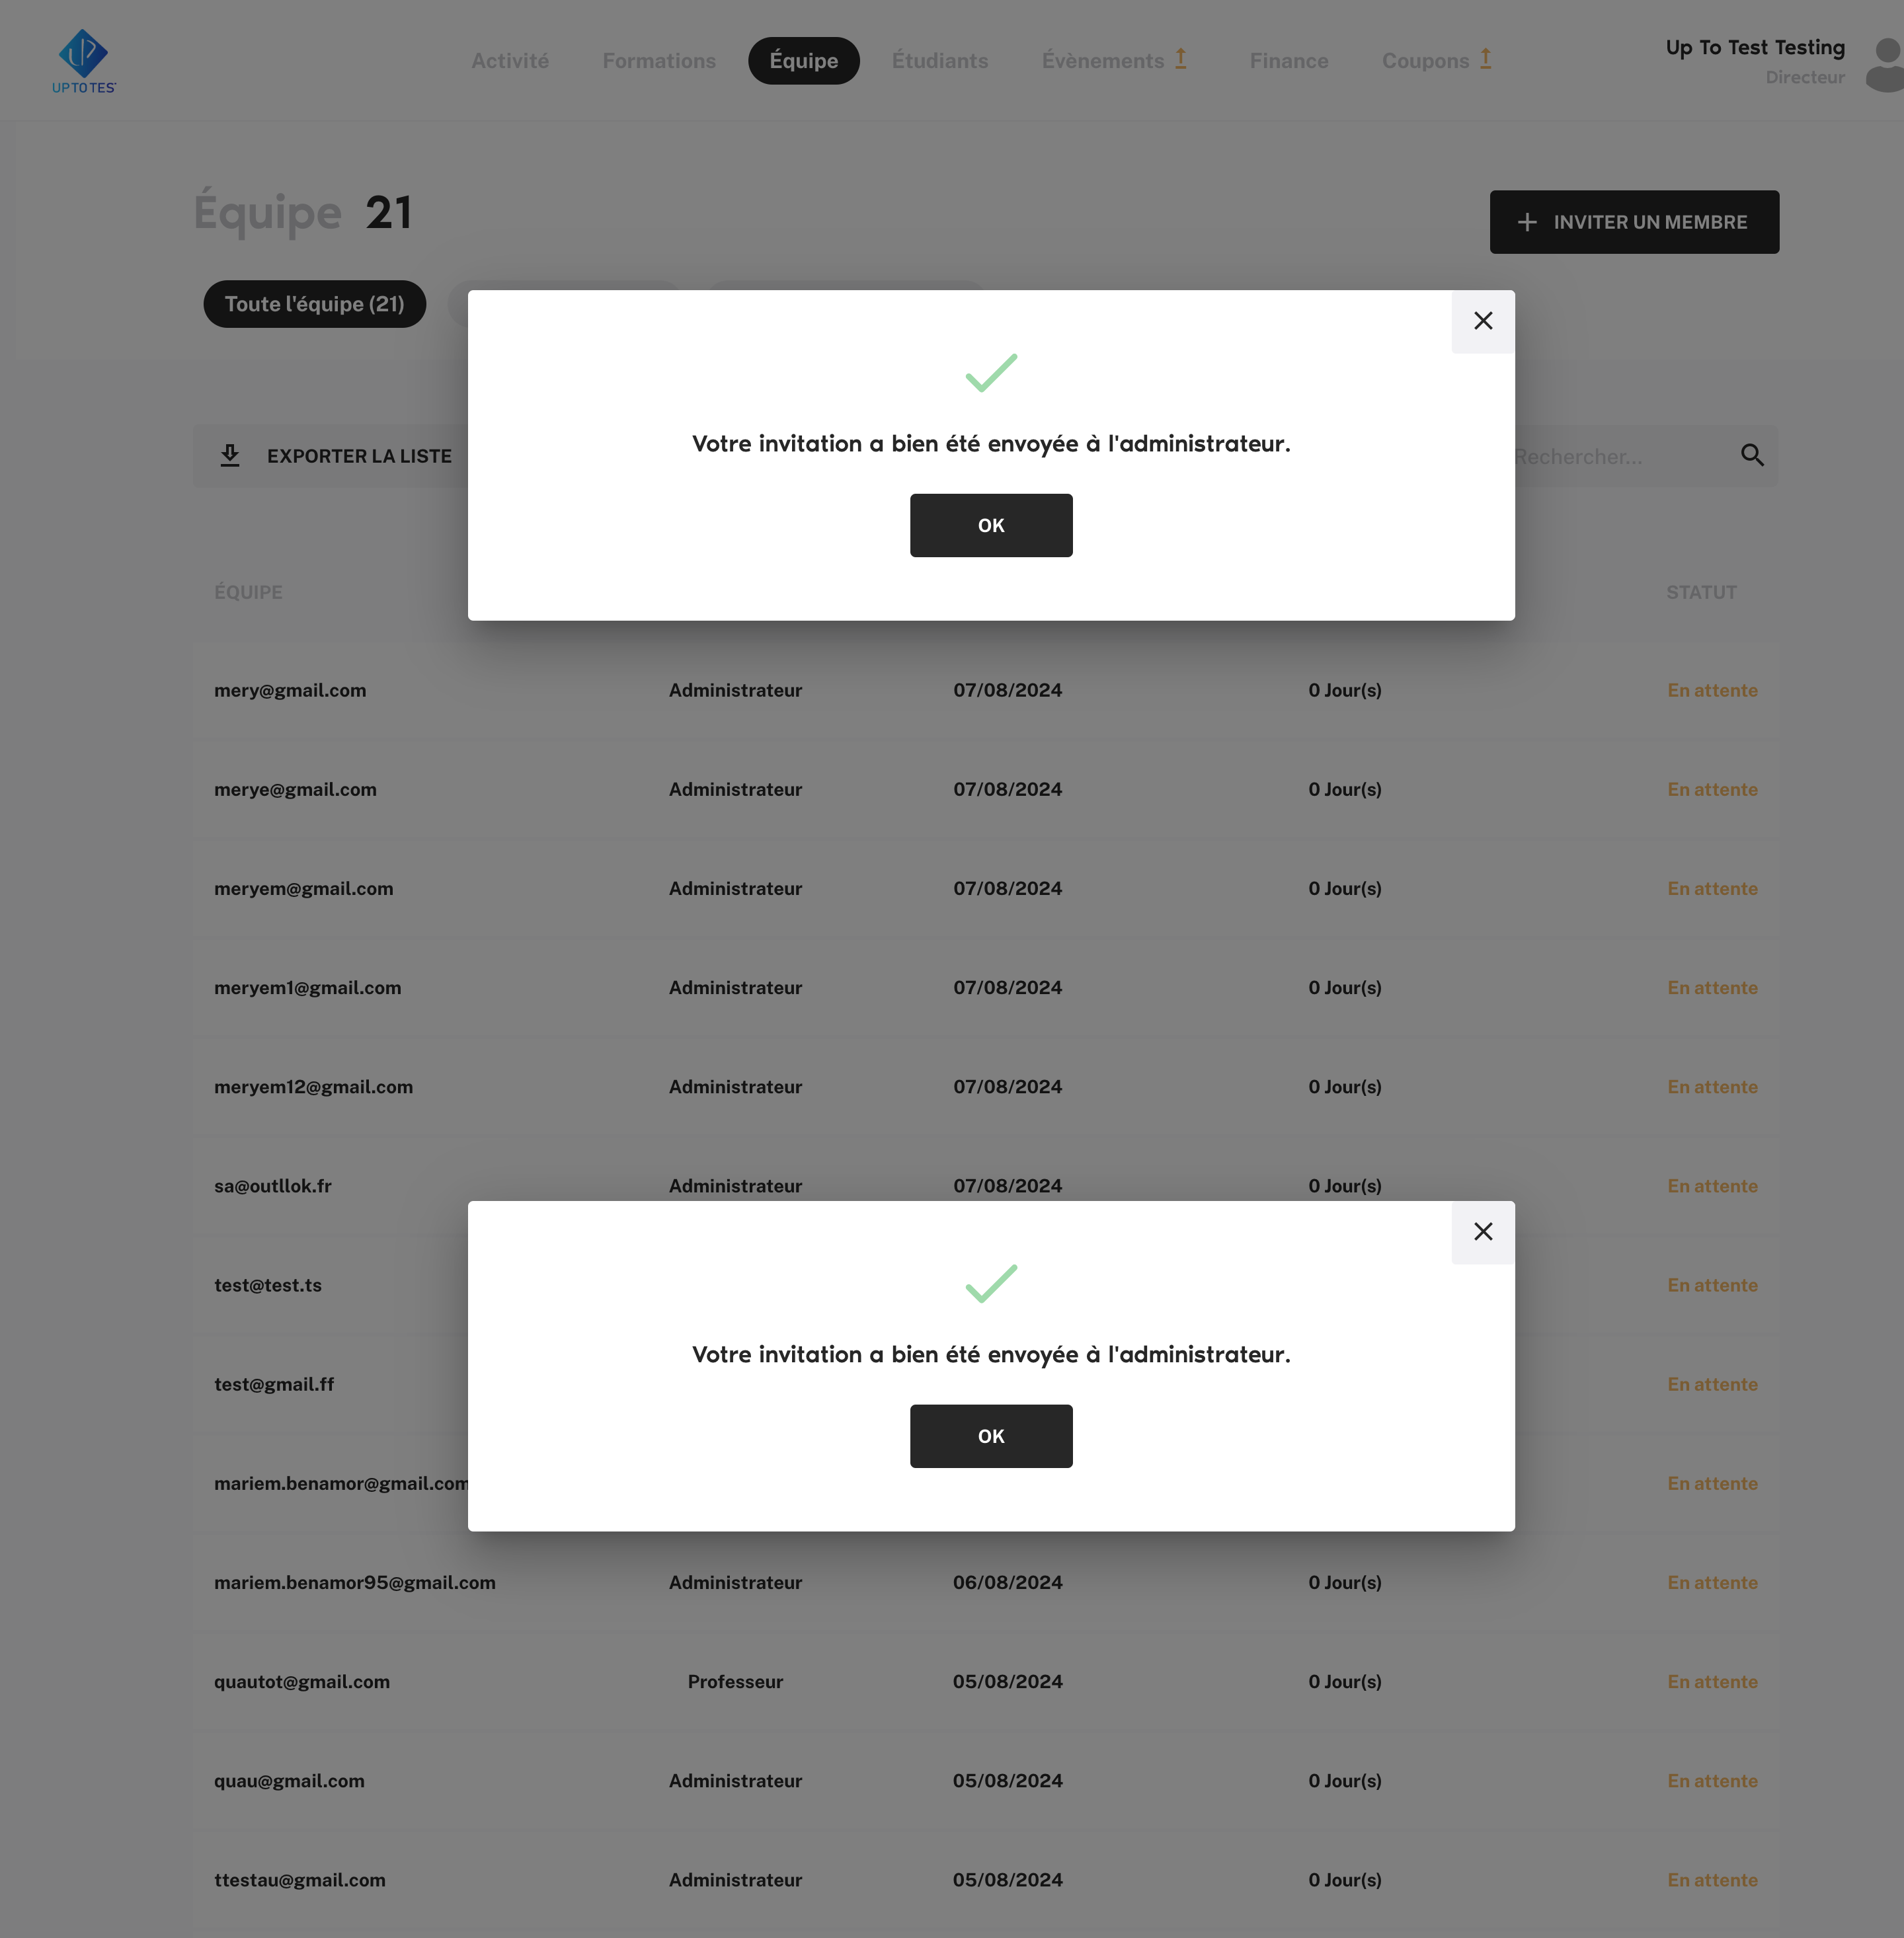 UP TO TEST
Activité Formations Équipe Étudiants Évènements Finance Coupons
Up To Test Testing
Directeur
Équipe 21
INVITER UN MEMBRE
Toute l'équipe (21)
Votre invitation a bien été envoyée à l'administrateur.
EXPORTER LA LISTE
Rechercher...
OK
ÉQUIPE STATUT
mery@gmail.com Administrateur 07/08/2024 0 Jour(s) En attente
merye@gmail.com Administrateur 07/08/2024 0 Jour(s) En attente
meryem@gmail.com Administrateur 07/08/2024 0 Jour(s) En attente
meryem1@gmail.com Administrateur 07/08/2024 0 Jour(s) En attente
meryem12@gmail.com Administrateur 07/08/2024 0 Jour(s) En attente
sa@outllok.fr Administrateur 07/08/2024 0 Jour(s) En attente
test@test.ts En attente
Votre invitation a bien été envoyée à l'administrateur.
test@gmail.ff En attente
OK
mariem.benamor@gmail.com En attente
mariem.benamor95@gmail.com Administrateur 06/08/2024 0 Jour(s) En attente
quautot@gmail.com Professeur 05/08/2024 0 Jour(s) En attente
quau@gmail.com Administrateur 05/08/2024 0 Jour(s) En attente
ttestau@gmail.com Administrateur 05/08/2024 0 Jour(s) En attente